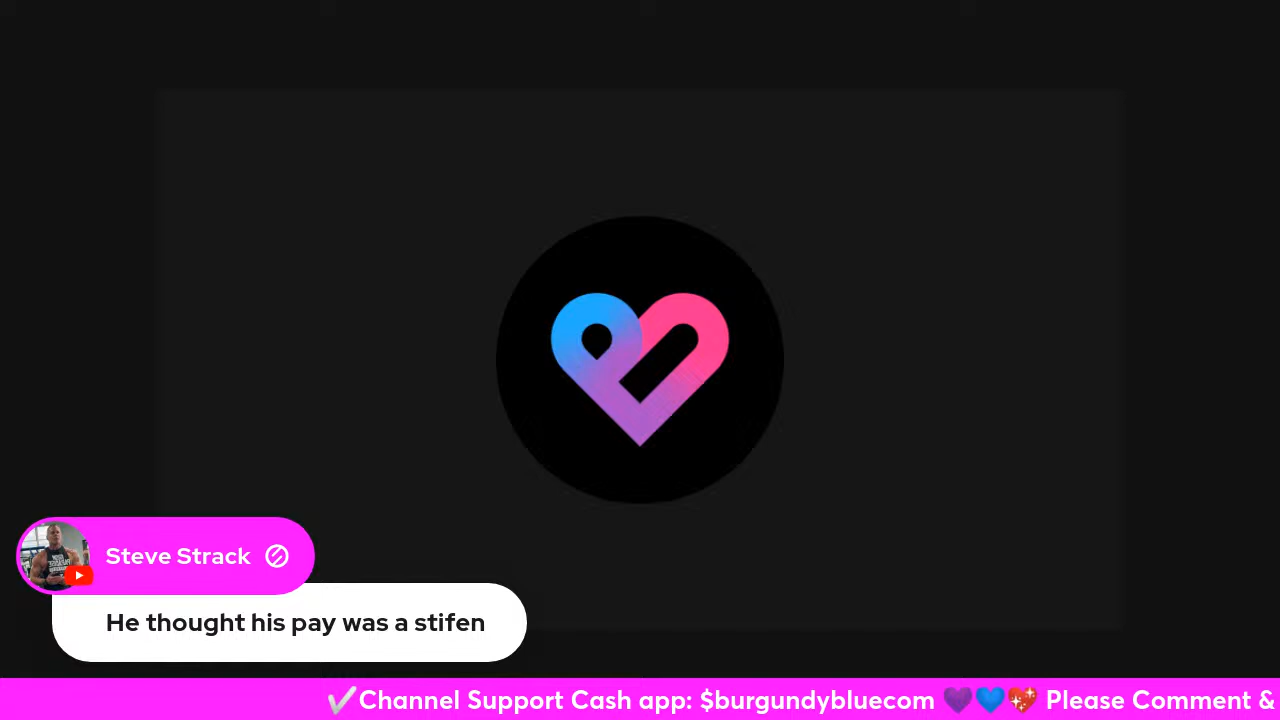 Steve Strack
He thought his pay was a stifen
✔Channel Support Cash app: $burgundybluecom 💜💙💖 Please Comment &